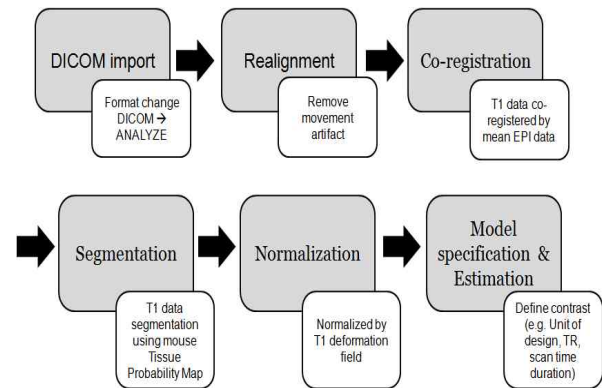 DICOM import
Format change
DICOM →
ANALYZE
Realignment
Remove
movement
artifact
Co-registration
T1 data co-
registered by
mean EPI data
Segmentation
T1 data
segmentation
using mouse
Tissue
Probability Map
Normalization
Normalized by
T1 deformation
field
Model
specification &
Estimation
Define contrast
(e.g. Unit of
design, TR,
scan time
duration)